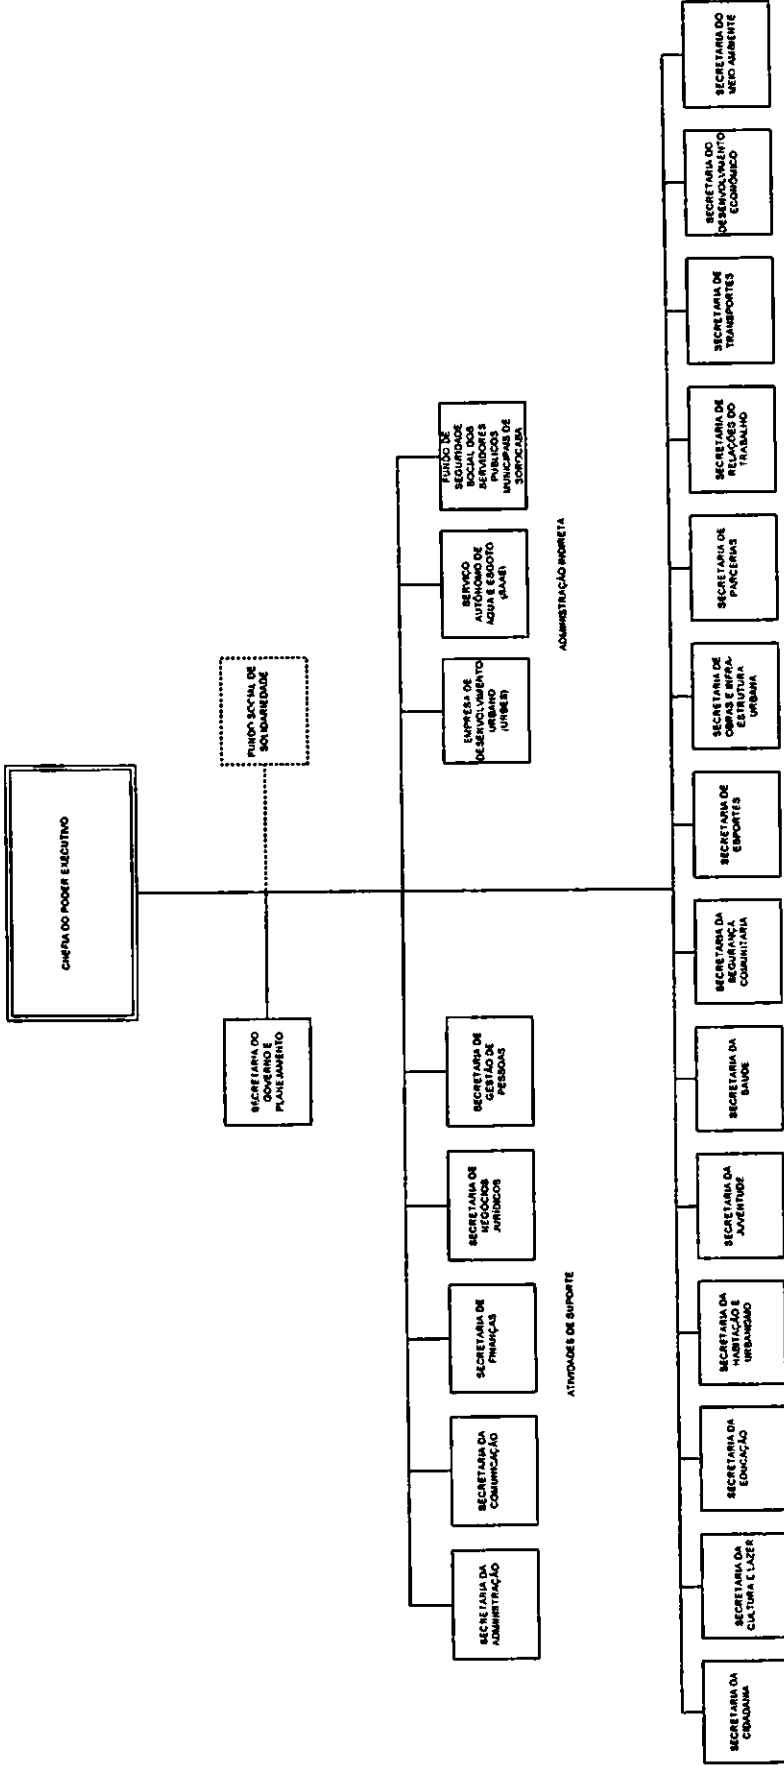 CHEFIA DO PODER EXECUTIVO
SECRETARIA DO
GOVERNO E
PLANEJAMENTO
FUNDO SOCIAL DE
SOLIDARIEDADE
SECRETARIA DA
ADMINISTRAÇÃO
SECRETARIA DA
COMUNICAÇÃO
SECRETARIA DE
FINANÇAS
SECRETARIA DE
NEGÓCIOS
JURÍDICOS
SECRETARIA DE
GESTÃO DE
PESSOAS
EMPRESA DE
DESENVOLVIMENTO
URBANO
(URBES)
SERVIÇO
AUTÔNOMO DE
ÁGUA E ESGOTO
(SAAE)
FUNDO DE
SEGURIDADE
SOCIAL DOS
SERVIDORES
PÚBLICOS
MUNICIPAIS DE
SOROCABA
ATIVIDADES DE SUPORTE
ADMINISTRAÇÃO INDIRETA
SECRETARIA DA
CIDADANIA
SECRETARIA DA
CULTURA E LAZER
SECRETARIA DA
EDUCAÇÃO
SECRETARIA DA
HABITAÇÃO E
URBANISMO
SECRETARIA DA
JUVENTUDE
SECRETARIA DA
SAÚDE
SECRETARIA DA
SEGURANÇA
COMUNITÁRIA
SECRETARIA DE
ESPORTES
SECRETARIA DE
OBRAS E INFRA-
ESTRUTURA
URBANA
SECRETARIA DE
PARCERIAS
SECRETARIA DE
RELAÇÕES DO
TRABALHO
SECRETARIA DE
TRANSPORTES
SECRETARIA DO
DESENVOLVIMENTO
ECONÔMICO
SECRETARIA DO
MEIO AMBIENTE